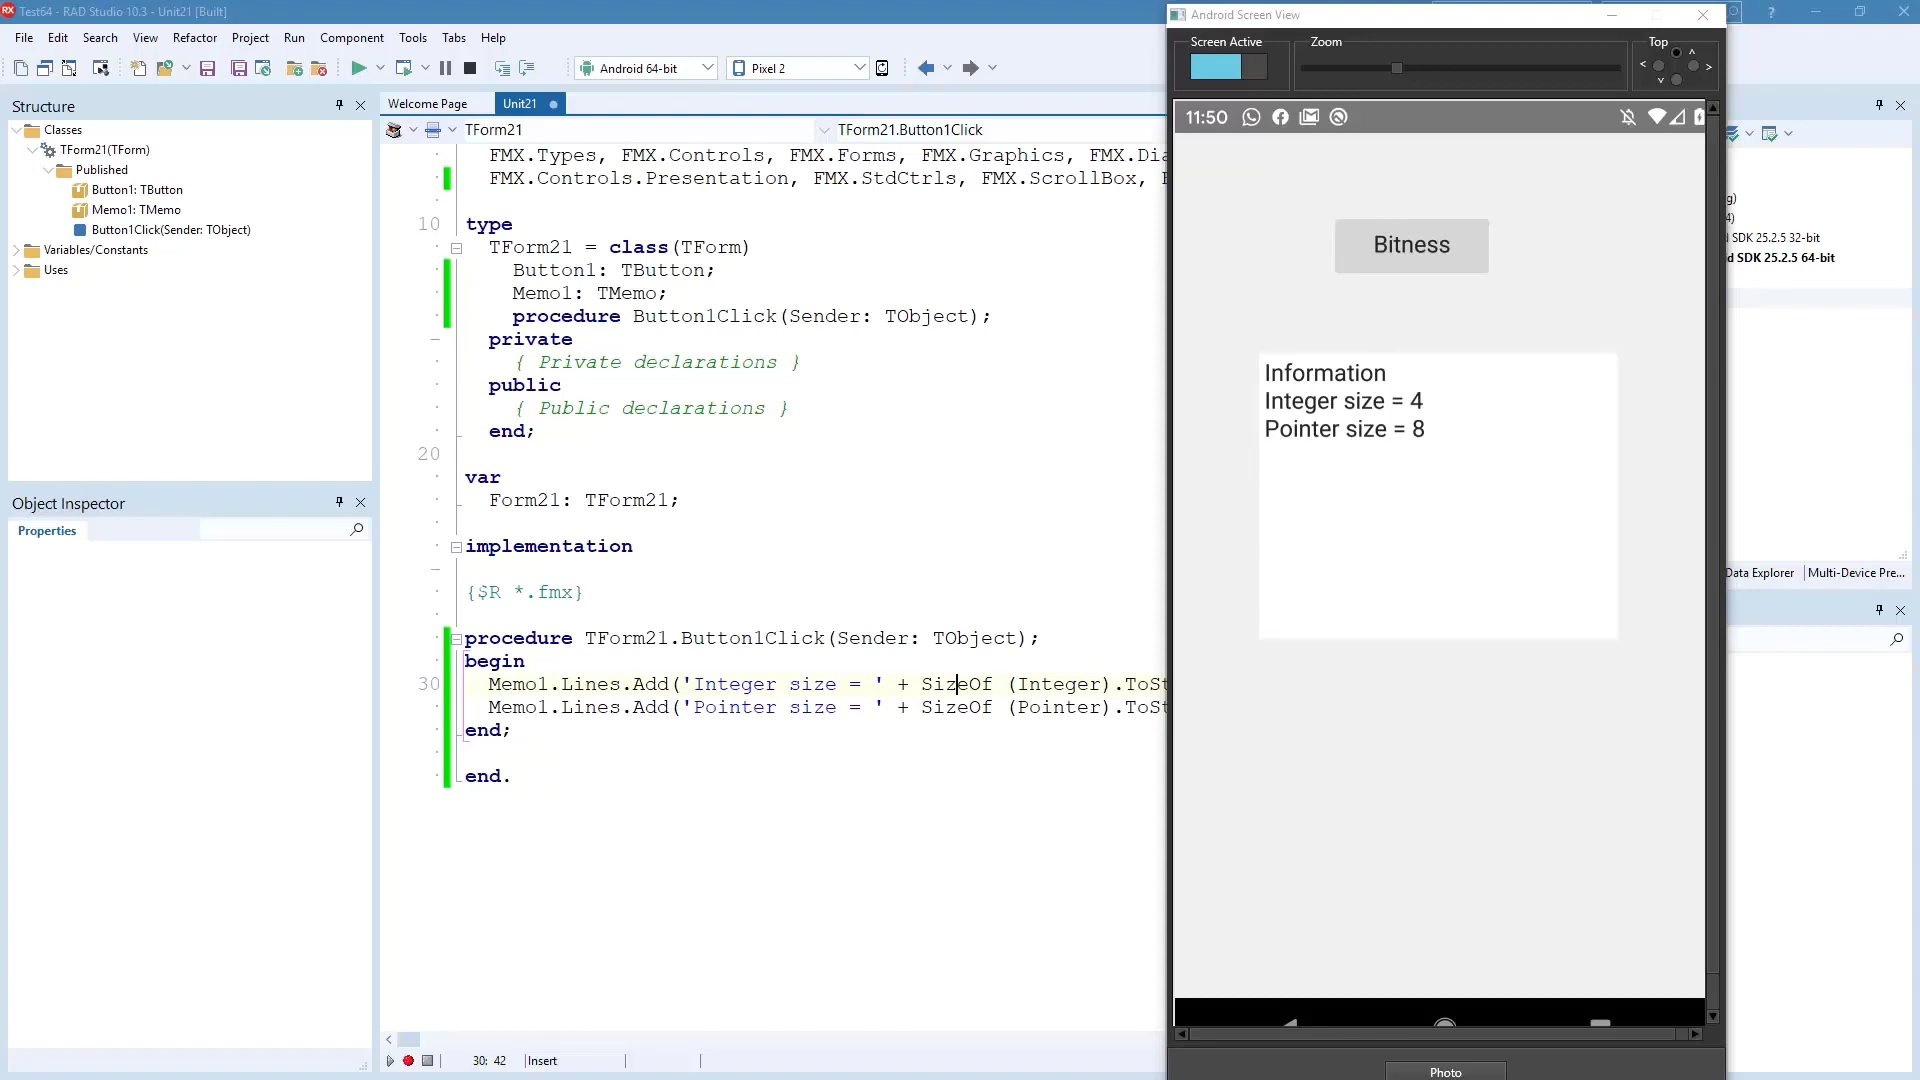 Test64 - RAD Studio 10.3 - Unit21 [Built]
File Edit Search View Refactor Project Run Component Tools Tabs Help
Android 64-bit
Pixel 2
Structure
Classes
TForm21(TForm)
Published
Button1: TButton
Memo1: TMemo
Button1Click(Sender: TObject)
Variables/Constants
Uses
Object Inspector
Properties
Welcome Page
Unit21
TForm21
TForm21.Button1Click
FMX.Types, FMX.Controls, FMX.Forms, FMX.Graphics, FMX.Dia
FMX.Controls.Presentation, FMX.StdCtrls, FMX.ScrollBox,
10 type
TForm21 = class(TForm)
Button1: TButton;
Memo1: TMemo;
procedure Button1Click(Sender: TObject);
private
{ Private declarations }
public
{ Public declarations }
end;
20
var
Form21: TForm21;
implementation
{$R *.fmx}
procedure TForm21.Button1Click(Sender: TObject);
begin
30 Memo1.Lines.Add('Integer size = ' + SizeOf (Integer).ToSt
Memo1.Lines.Add('Pointer size = ' + SizeOf (Pointer).ToSt
end;
end.
30: 42
Insert
Android Screen View
Screen Active
Zoom
Top
11:50
Bitness
Information
Integer size = 4
Pointer size = 8
Photo
g)
4)
SDK 25.2.5 32-bit
d SDK 25.2.5 64-bit
Data Explorer
Multi-Device Pre...